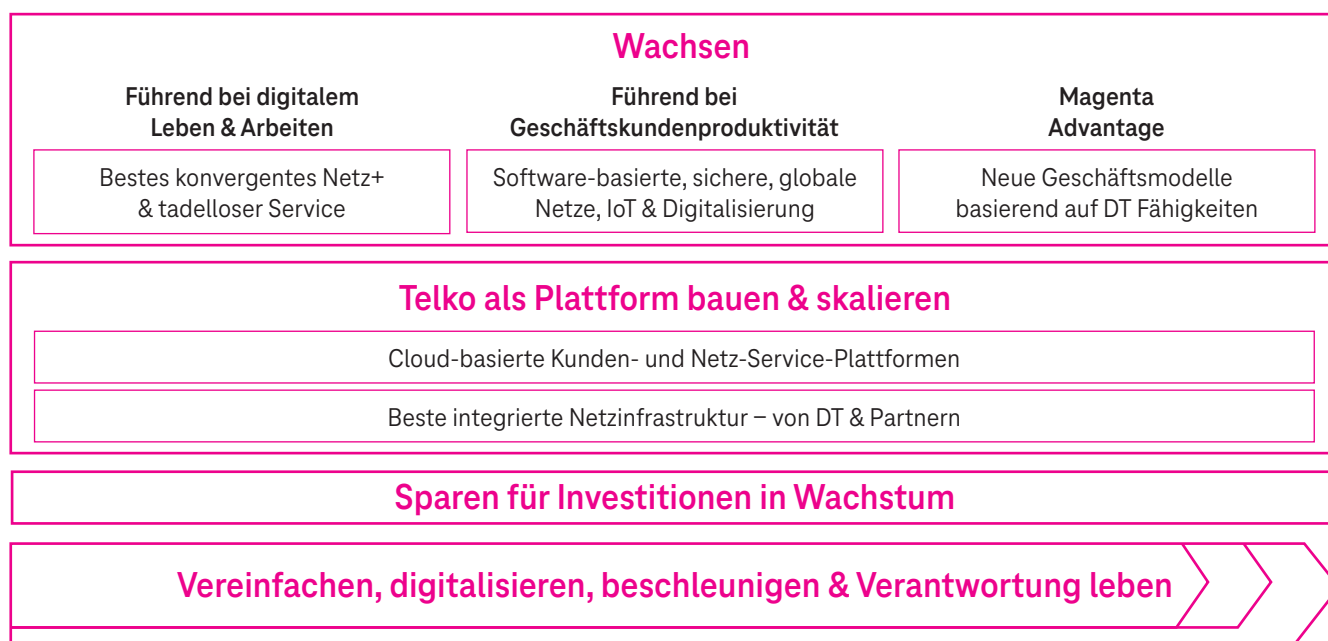 Wachsen
Führend bei digitalem
Leben & Arbeiten
Bestes konvergentes Netz+
& tadelloser Service
Führend bei
Geschäftskundenproduktivität
Software-basierte, sichere, globale
Netze, IoT & Digitalisierung
Magenta
Advantage
Neue Geschäftsmodelle
basierend auf DT Fähigkeiten
Telko als Plattform bauen & skalieren
Cloud-basierte Kunden- und Netz-Service-Plattformen
Beste integrierte Netzinfrastruktur – von DT & Partnern
Sparen für Investitionen in Wachstum
Vereinfachen, digitalisieren, beschleunigen & Verantwortung leben